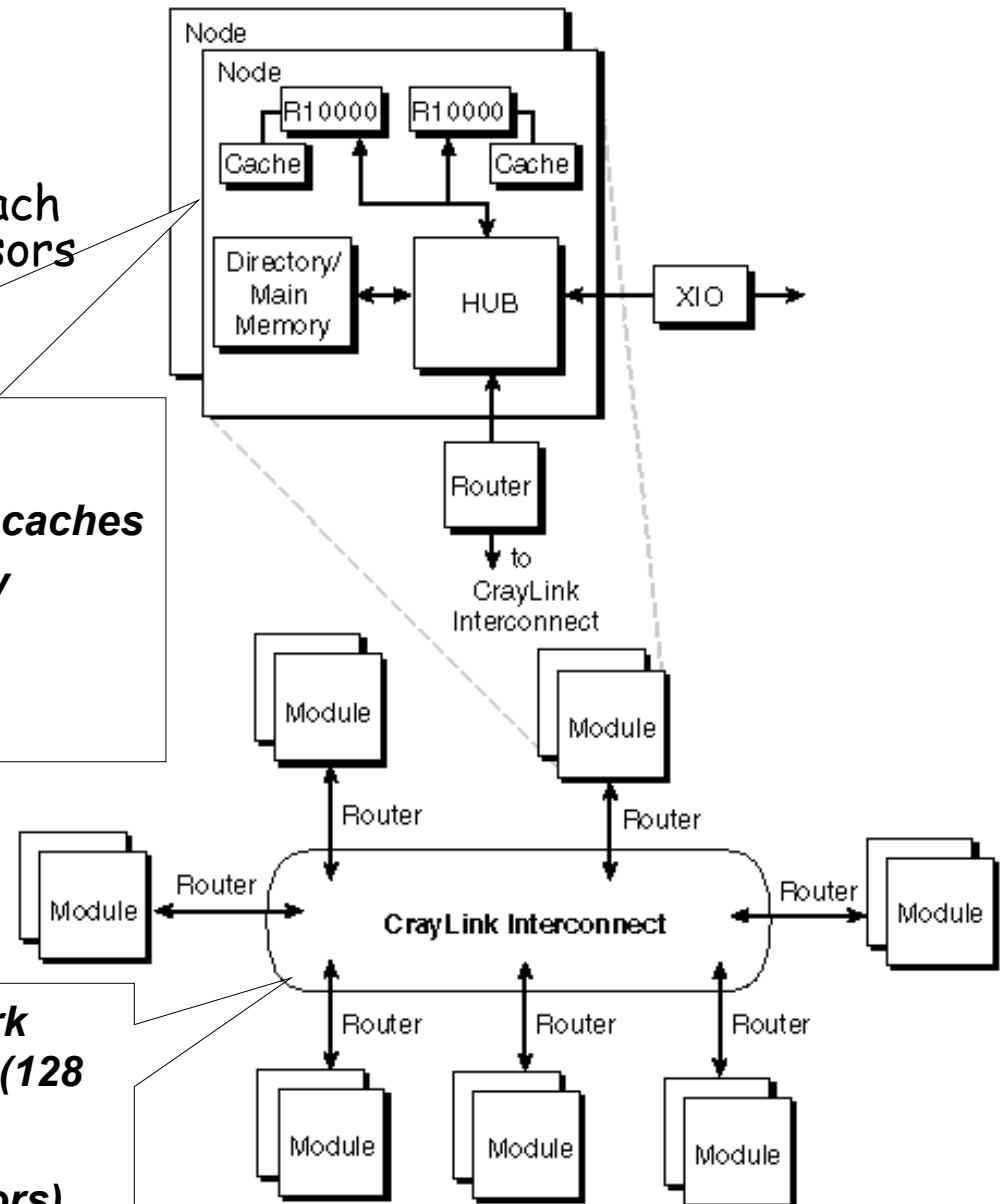 Node
Node
R10000
R10000
Cache
Cache
ach
sors
Directory/
Main
Memory
HUB
XIO
Router
caches
y
to
CrayLink
Interconnect
Module
Module
Router
Router
Module
Router
CrayLink Interconnect
Router
Module
rk
(128
ors)
Router
Router
Router
Module
Module
Module